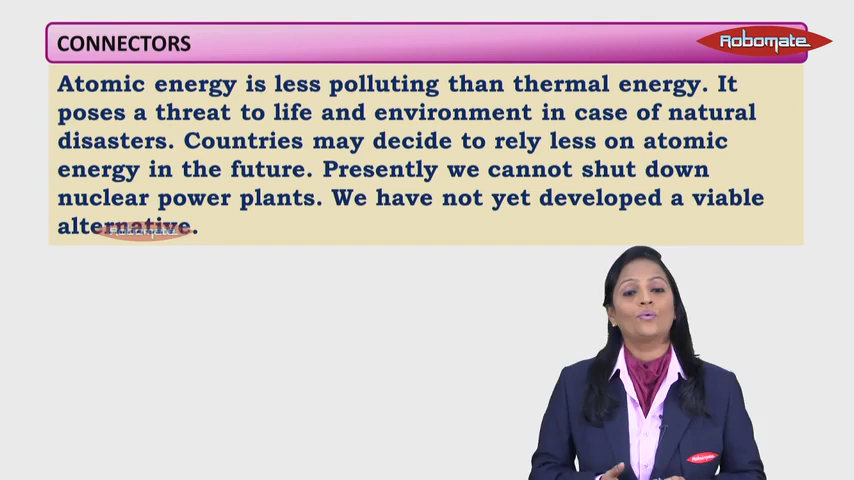 CONNECTORS
Robomate
Atomic energy is less polluting than thermal energy. It
poses a threat to life and environment in case of natural
disasters. Countries may decide to rely less on atomic
energy in the future. Presently we cannot shut down
nuclear power plants. We have not yet developed a viable
alternative.
Robomate
Robomate